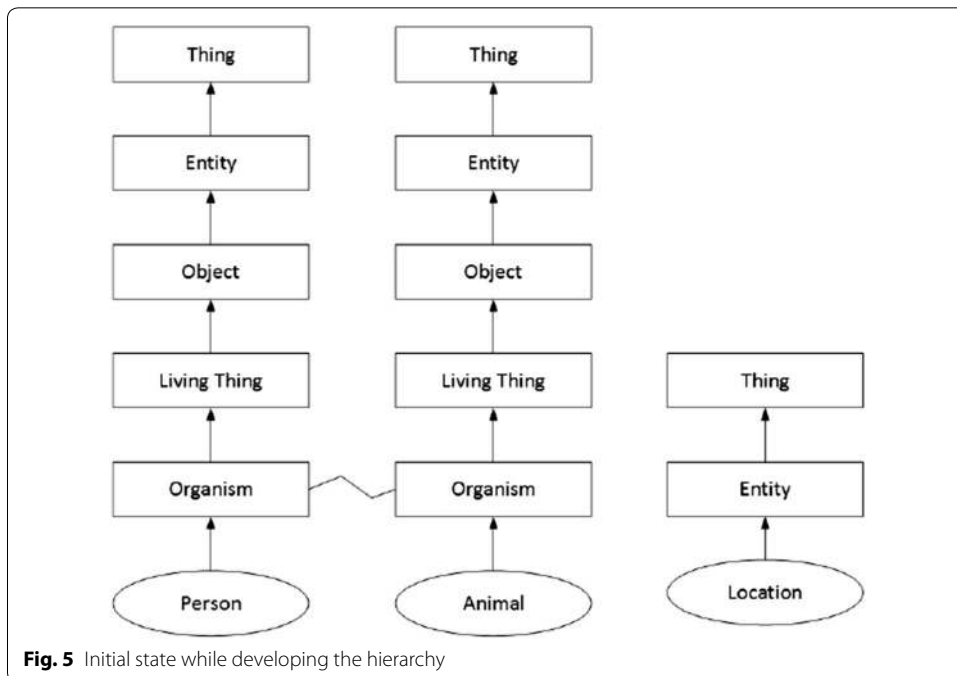 Thing Thing
Entity Entity
Object Object
Living Thing Living Thing Thing
Organism Organism Entity
Person Animal Location
Fig. 5 Initial state while developing the hierarchy